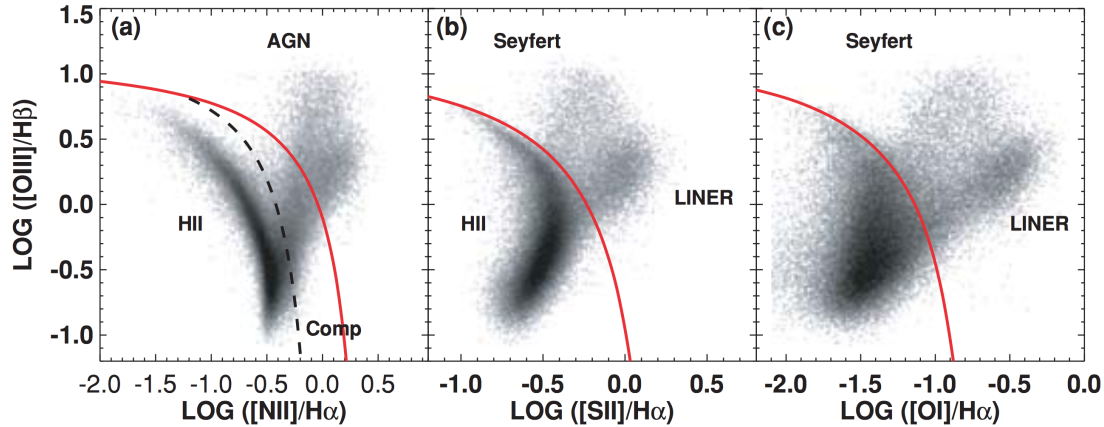 (a)
AGN
HII
Comp
(b)
Seyfert
HII
LINER
(c)
Seyfert
LINER
LOG ([OIII]/Hβ)
1.5
1.0
0.5
0.0
-0.5
-1.0
-2.0 -1.5 -1.0 -0.5 0.0 0.5
-1.0 -0.5 0.0 0.5
-2.0 -1.5 -1.0 -0.5 0.0
LOG ([NII]/Hα)
LOG ([SII]/Hα)
LOG ([OI]/Hα)